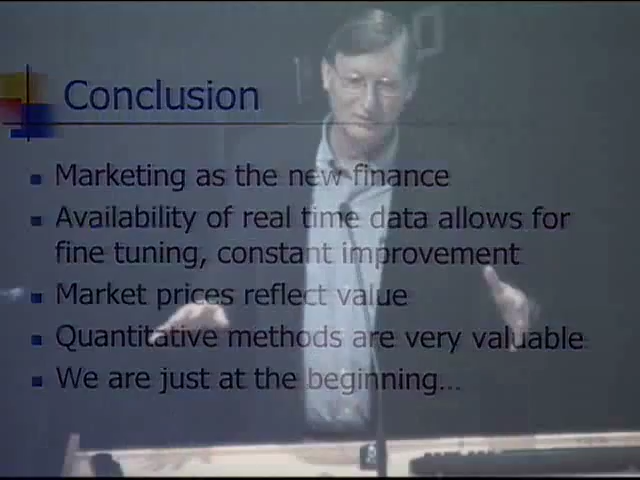 Conclusion
Marketing as the new finance
Availability of real time data allows for
fine tuning, constant improvement
Market prices reflect value
Quantitative methods are very valuable
We are just at the beginning...